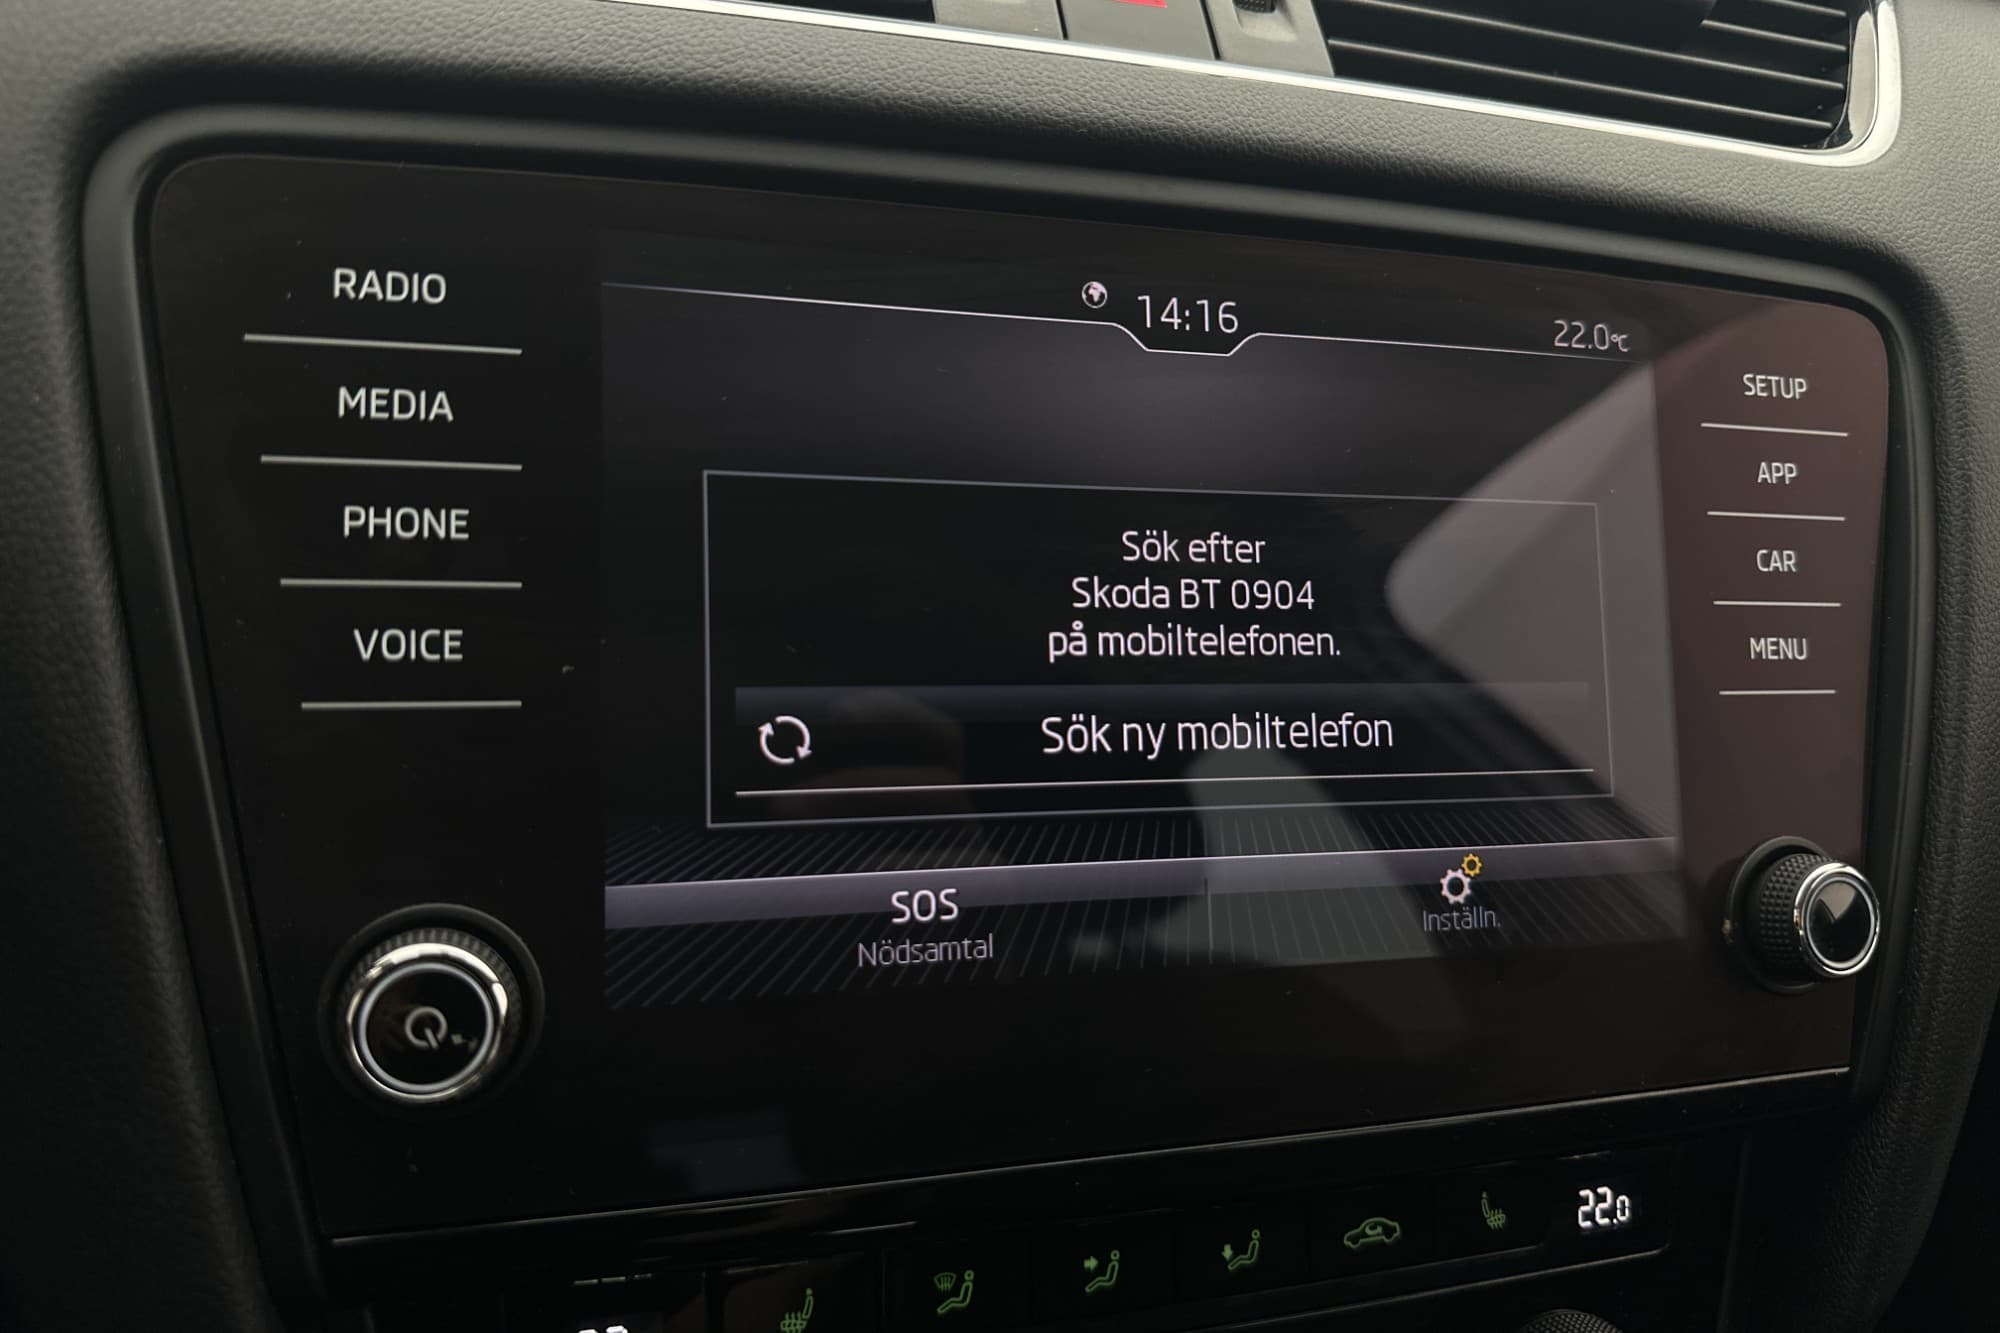 RADIO
MEDIA
PHONE
VOICE
14:16
22.0°C
Sök efter
Skoda BT 0904
på mobiltelefonen.
Sök ny mobiltelefon
SOS
Nödsamtal
Inställn.
SETUP
APP
CAR
MENU
22.0